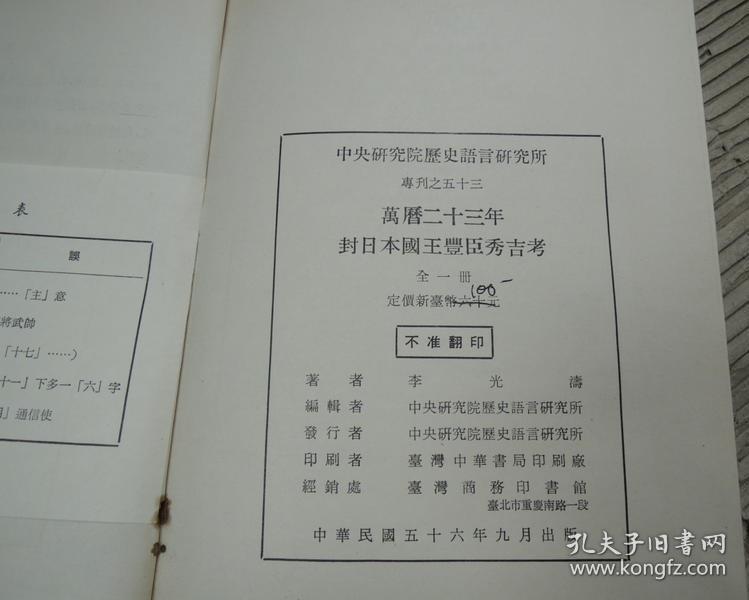 中央研究院歷史語言研究所
專刊之五十三
萬曆二十三年
封日本國王豐臣秀吉考
全一冊
100-
定價新臺幣六十元
不准翻印
著者 李光濤
編輯者 中央研究院歷史語言研究所
發行者 中央研究院歷史語言研究所
印刷者 臺灣中華書局印刷廠
經銷處 臺灣商務印書館
臺北市重慶南路一段
中華民國五十六年九月出版
表
誤
……「主」意
將武帥
「十七」……）
十一」下多一「六」字
」通信使
孔夫子旧书网
www.kongfz.com